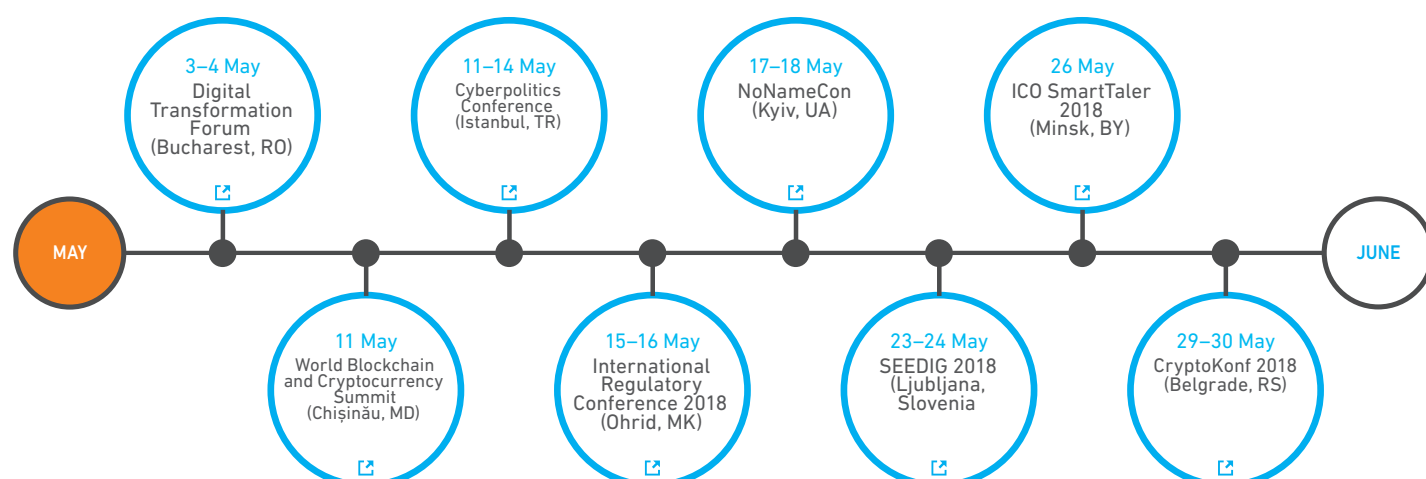 MAY
3–4 May
Digital
Transformation
Forum
(Bucharest, RO)
11 May
World Blockchain
and Cryptocurrency
Summit
(Chișinău, MD)
11–14 May
Cyberpolitics
Conference
(Istanbul, TR)
15–16 May
International
Regulatory
Conference 2018
(Ohrid, MK)
17–18 May
NoNameCon
(Kyiv, UA)
23–24 May
SEEDIG 2018
(Ljubljana,
Slovenia
26 May
ICO SmartTaler
2018
(Minsk, BY)
29–30 May
CryptoKonf 2018
(Belgrade, RS)
JUNE